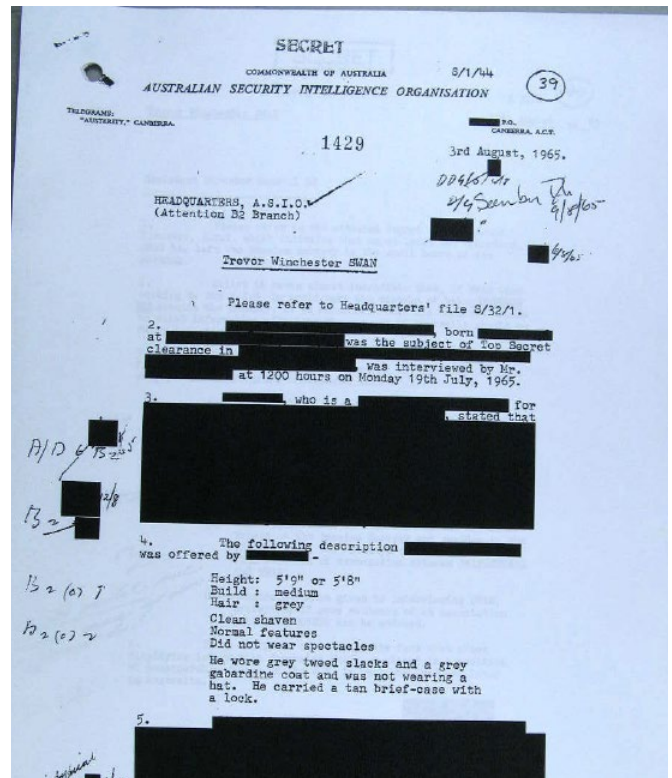 SECRET
COMMONWEALTH OF AUSTRALIA
8/1/44
39
AUSTRALIAN SECURITY INTELLIGENCE ORGANISATION
TELEGRAMS:
"AUSTERITY," CANBERRA.
P.O.
CANBERRA, A.C.T.
1429
3rd August, 1965.
HEADQUARTERS, A.S.I.O.
(Attention B2 Branch)
9/8/65
Trevor Winchester SWAN
Please refer to Headquarters' file S/32/1.
2. , born
at was the subject of Top Secret
clearance in
, was interviewed by Mr.
at 1200 hours on Monday 19th July, 1965.
3. , who is a for
, stated that
A/D
12/8
B2
4. The following description
was offered by -
Height: 5'9" or 5'8"
Build : medium
Hair : grey
Clean shaven
Normal features
Did not wear spectacles
He wore grey tweed slacks and a grey
gabardine coat and was not wearing a
hat. He carried a tan brief-case with
a lock.
5.